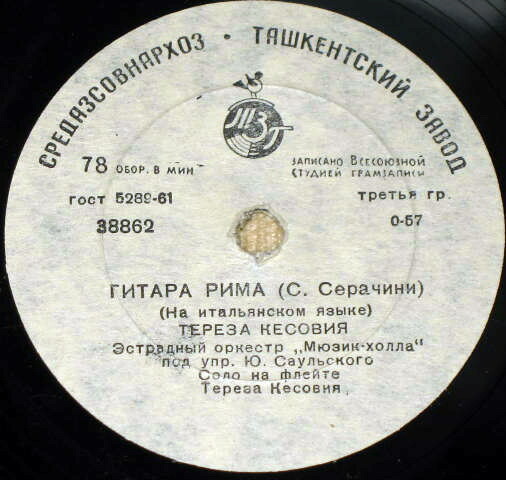 СРЕДАЗСОВНАРХОЗ • ТАШКЕНТСКИЙ ЗАВОД
ТЗГ
78 ОБОР. В МИН
ЗАПИСАНО ВСЕСОЮЗНОЙ
СТУДИЕЙ ГРАМЗАПИСИ
ГОСТ 5289-61
ТРЕТЬЯ ГР.
38862
0-57
ГИТАРА РИМА (С. Серачини)
(На итальянском языке)
ТЕРЕЗА КЕСОВИЯ
Эстрадный оркестр „Мюзик-холла"
под упр. Ю. Саульского
Соло на флейте
Тереза Кесовия